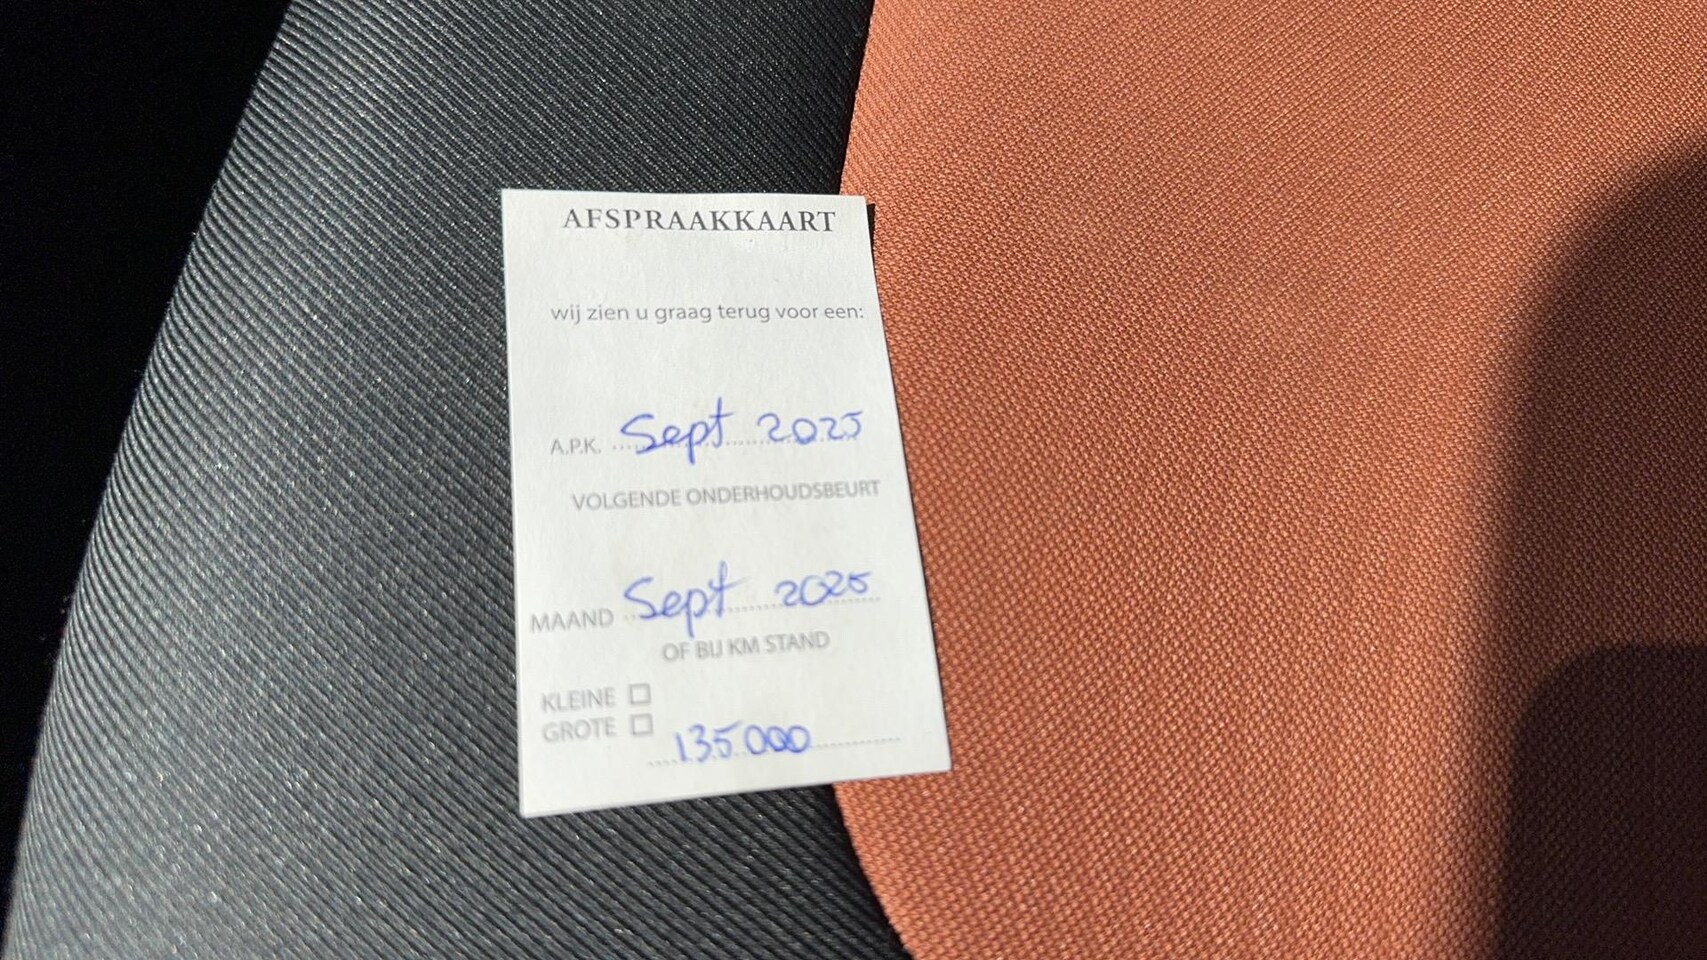 AFSPRAAKKAART
wij zien u graag terug voor een:
A.P.K. Sept 2025
VOLGENDE ONDERHOUDSBEURT
MAAND Sept 2025
OF BIJ KM STAND
KLEINE
GROTE
135.000